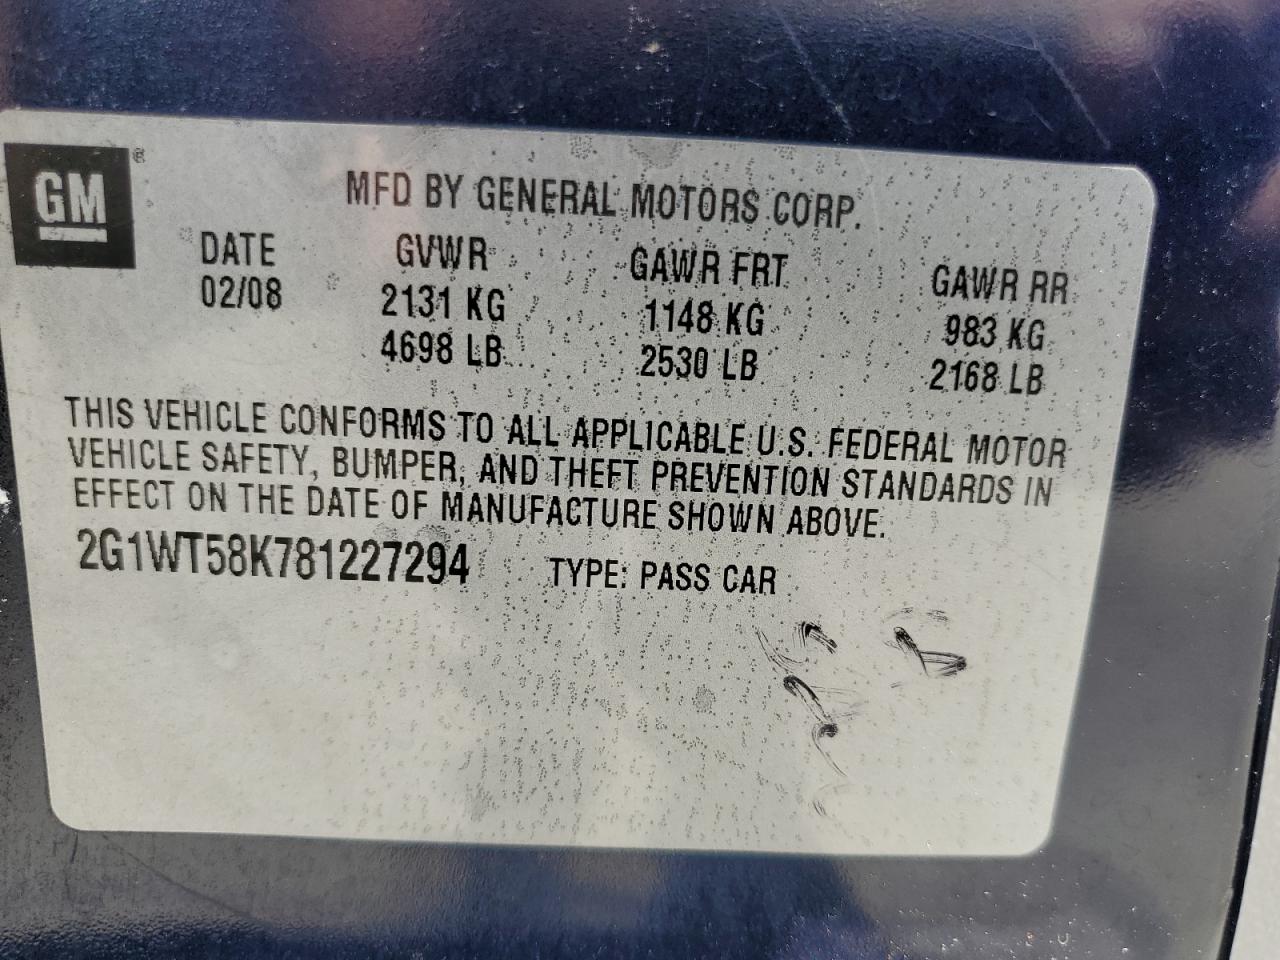 GM®
MFD BY GENERAL MOTORS CORP.
DATE GVWR GAWR FRT GAWR RR
02/08 2131 KG 1148 KG 983 KG
4698 LB 2530 LB 2168 LB
THIS VEHICLE CONFORMS TO ALL APPLICABLE U.S. FEDERAL MOTOR
VEHICLE SAFETY, BUMPER, AND THEFT PREVENTION STANDARDS IN
EFFECT ON THE DATE OF MANUFACTURE SHOWN ABOVE.
2G1WT58K781227294 TYPE: PASS CAR